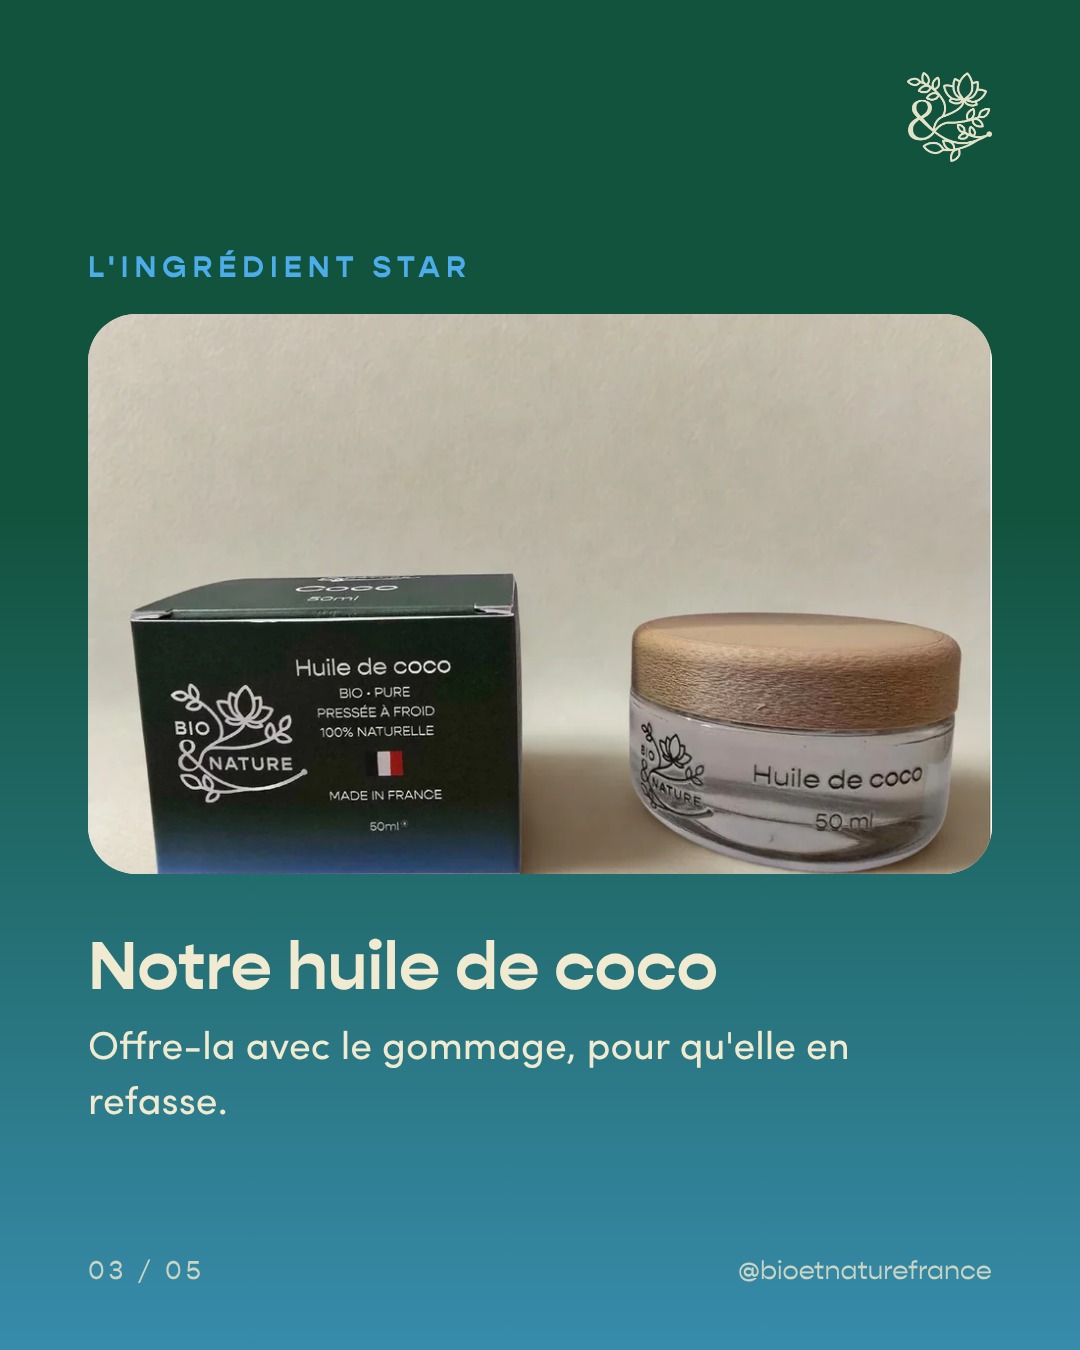 &
L'INGRÉDIENT STAR
Coco
50ml
Huile de coco
BIO • PURE
PRESSÉE À FROID
100% NATURELLE
BIO
& NATURE
MADE IN FRANCE
50ml
BIO
& NATURE
Huile de coco
50 ml
Notre huile de coco
Offre-la avec le gommage, pour qu'elle en
refasse.
03 / 05
@bioetnaturefrance